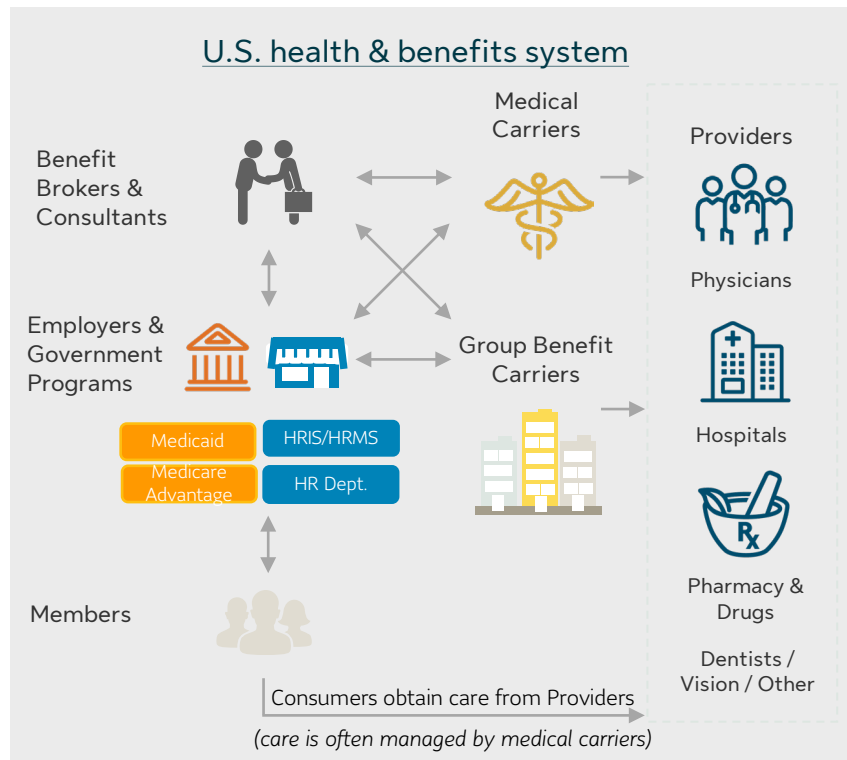 U.S. health & benefits system
Benefit
Brokers &
Consultants
Medical
Carriers
Providers
Physicians
Employers &
Government
Programs
Group Benefit
Carriers
Medicaid
HRIS/HRMS
Medicare
Advantage
HR Dept.
Hospitals
Rx
Pharmacy &
Drugs
Members
Dentists /
Vision / Other
Consumers obtain care from Providers
(care is often managed by medical carriers)